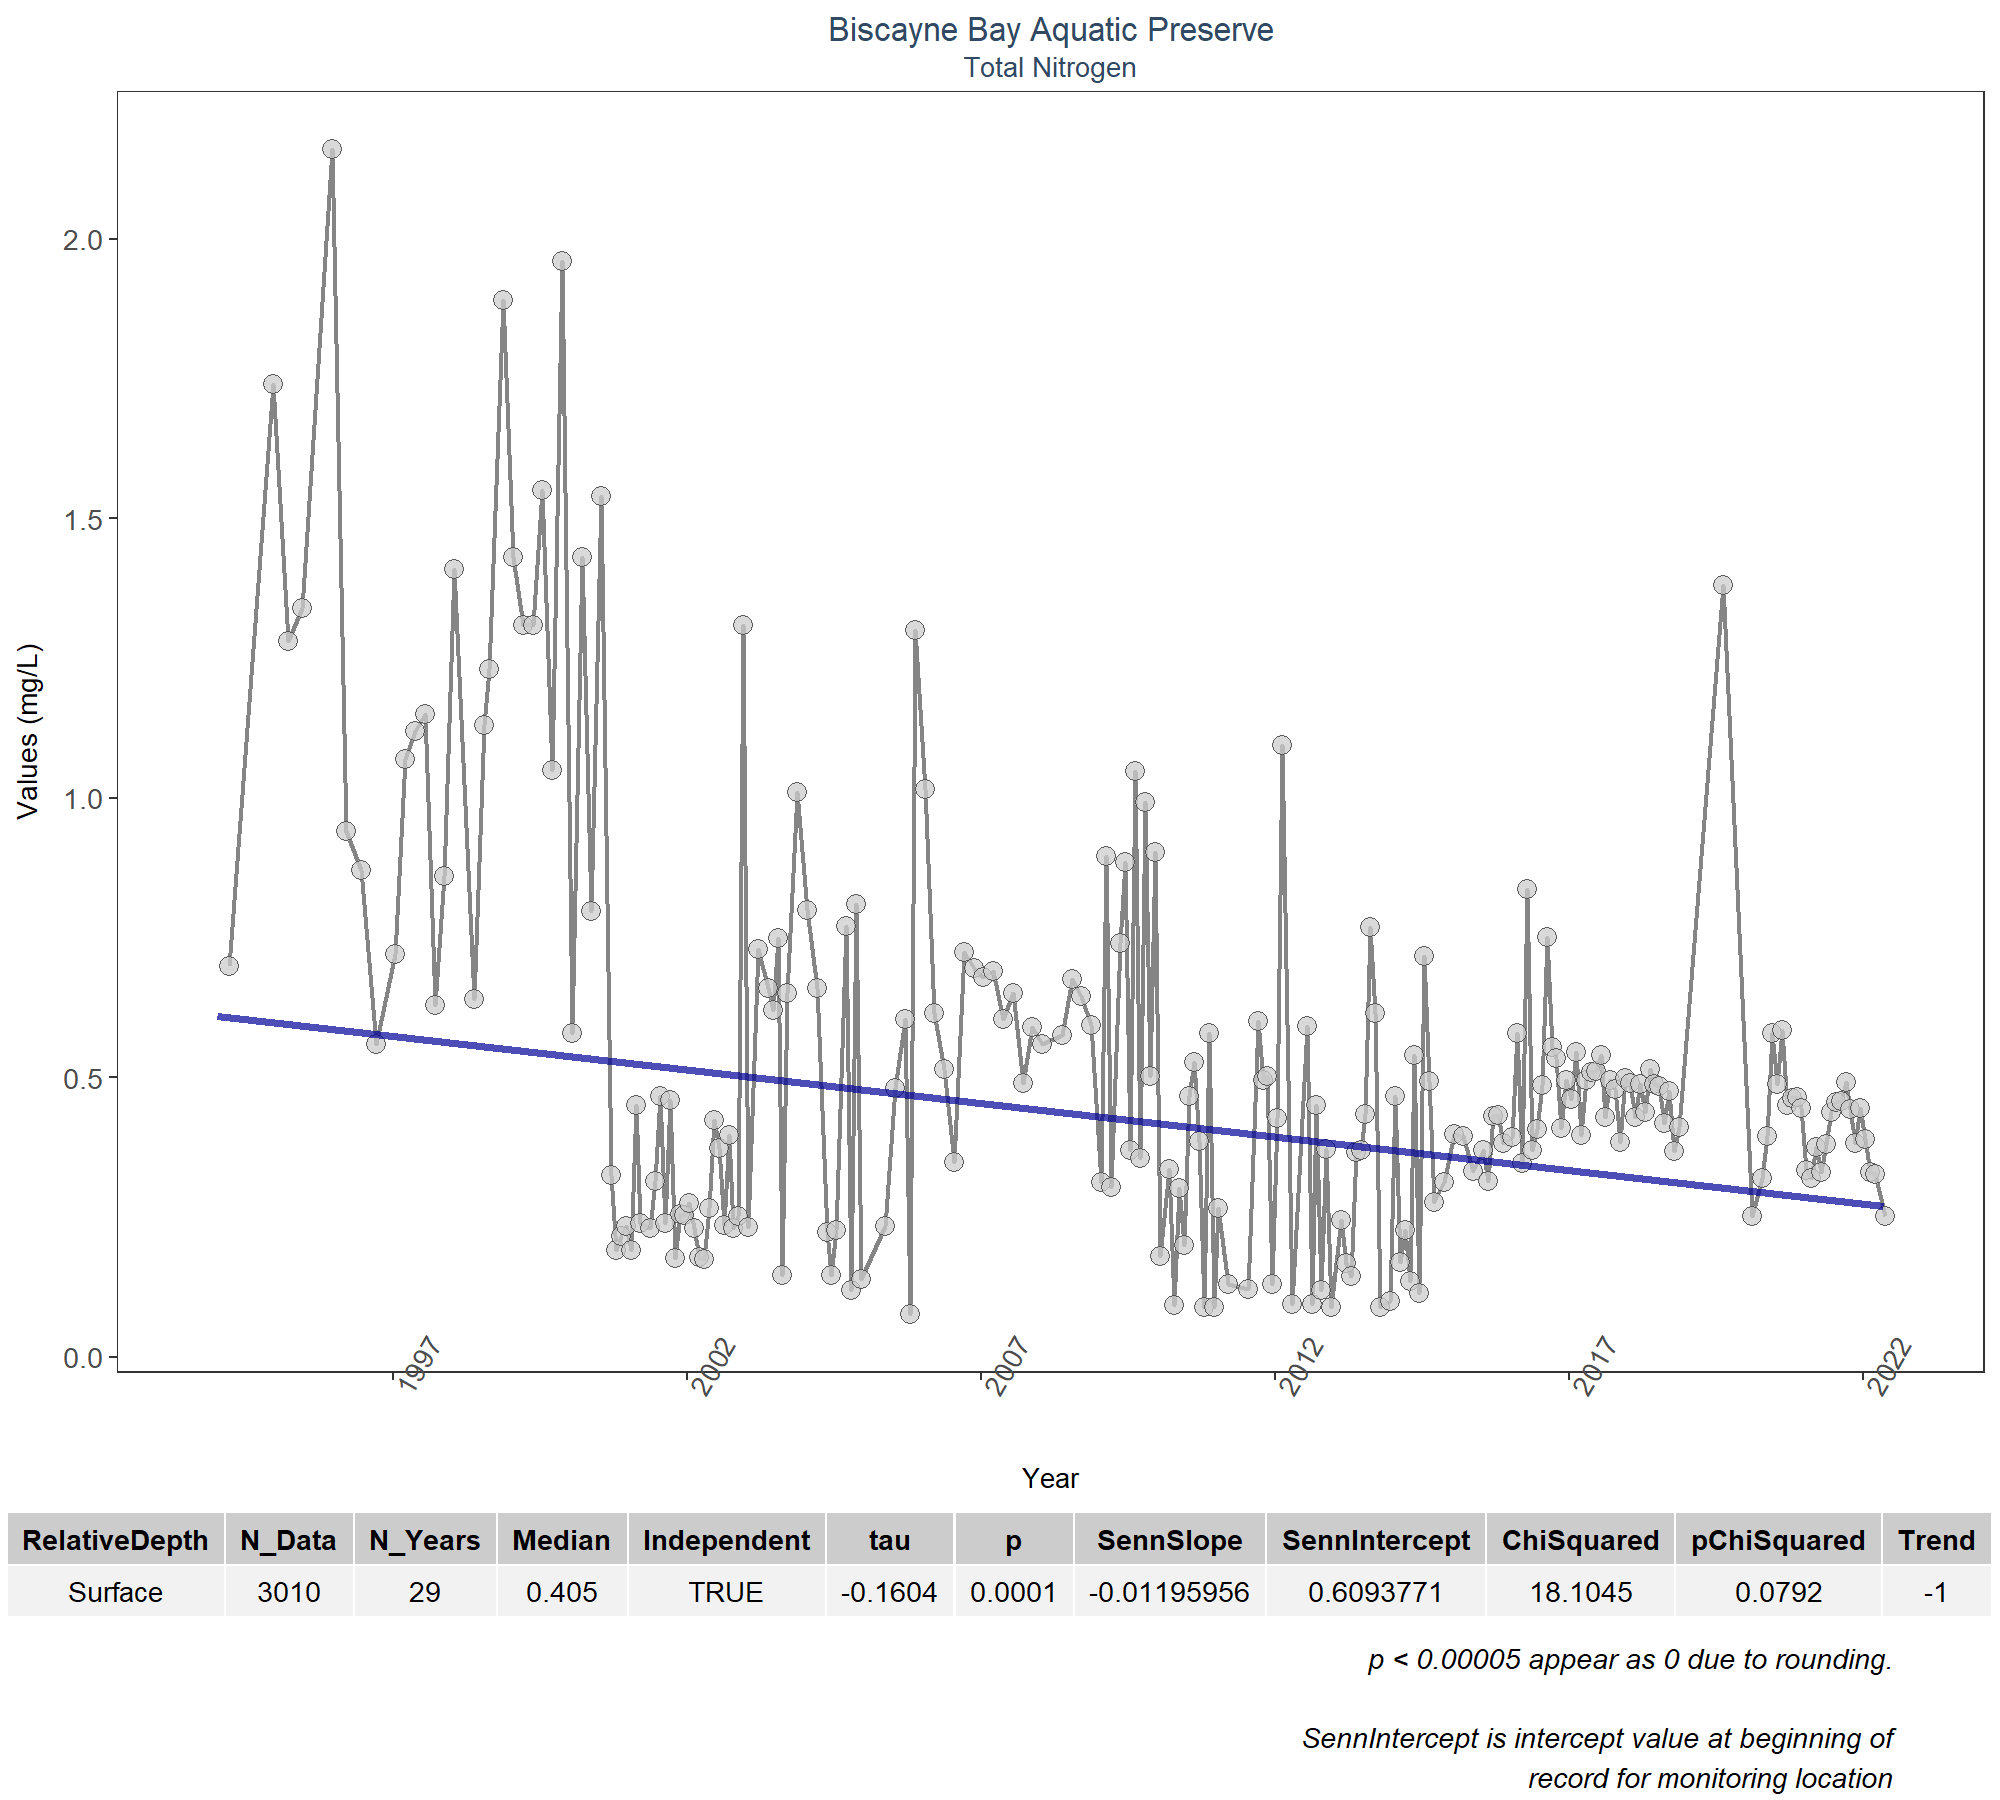 Biscayne Bay Aquatic Preserve
Total Nitrogen
Values (mg/L)
2.0
1.5
1.0
0.5
0.0
1997 2002 2007 2012 2017 2022
Year
RelativeDepth N_Data N_Years Median Independent tau p SennSlope SennIntercept ChiSquared pChiSquared Trend
Surface 3010 29 0.405 TRUE -0.1604 0.0001 -0.01195956 0.6093771 18.1045 0.0792 -1
p < 0.00005 appear as 0 due to rounding.
SennIntercept is intercept value at beginning of
record for monitoring location